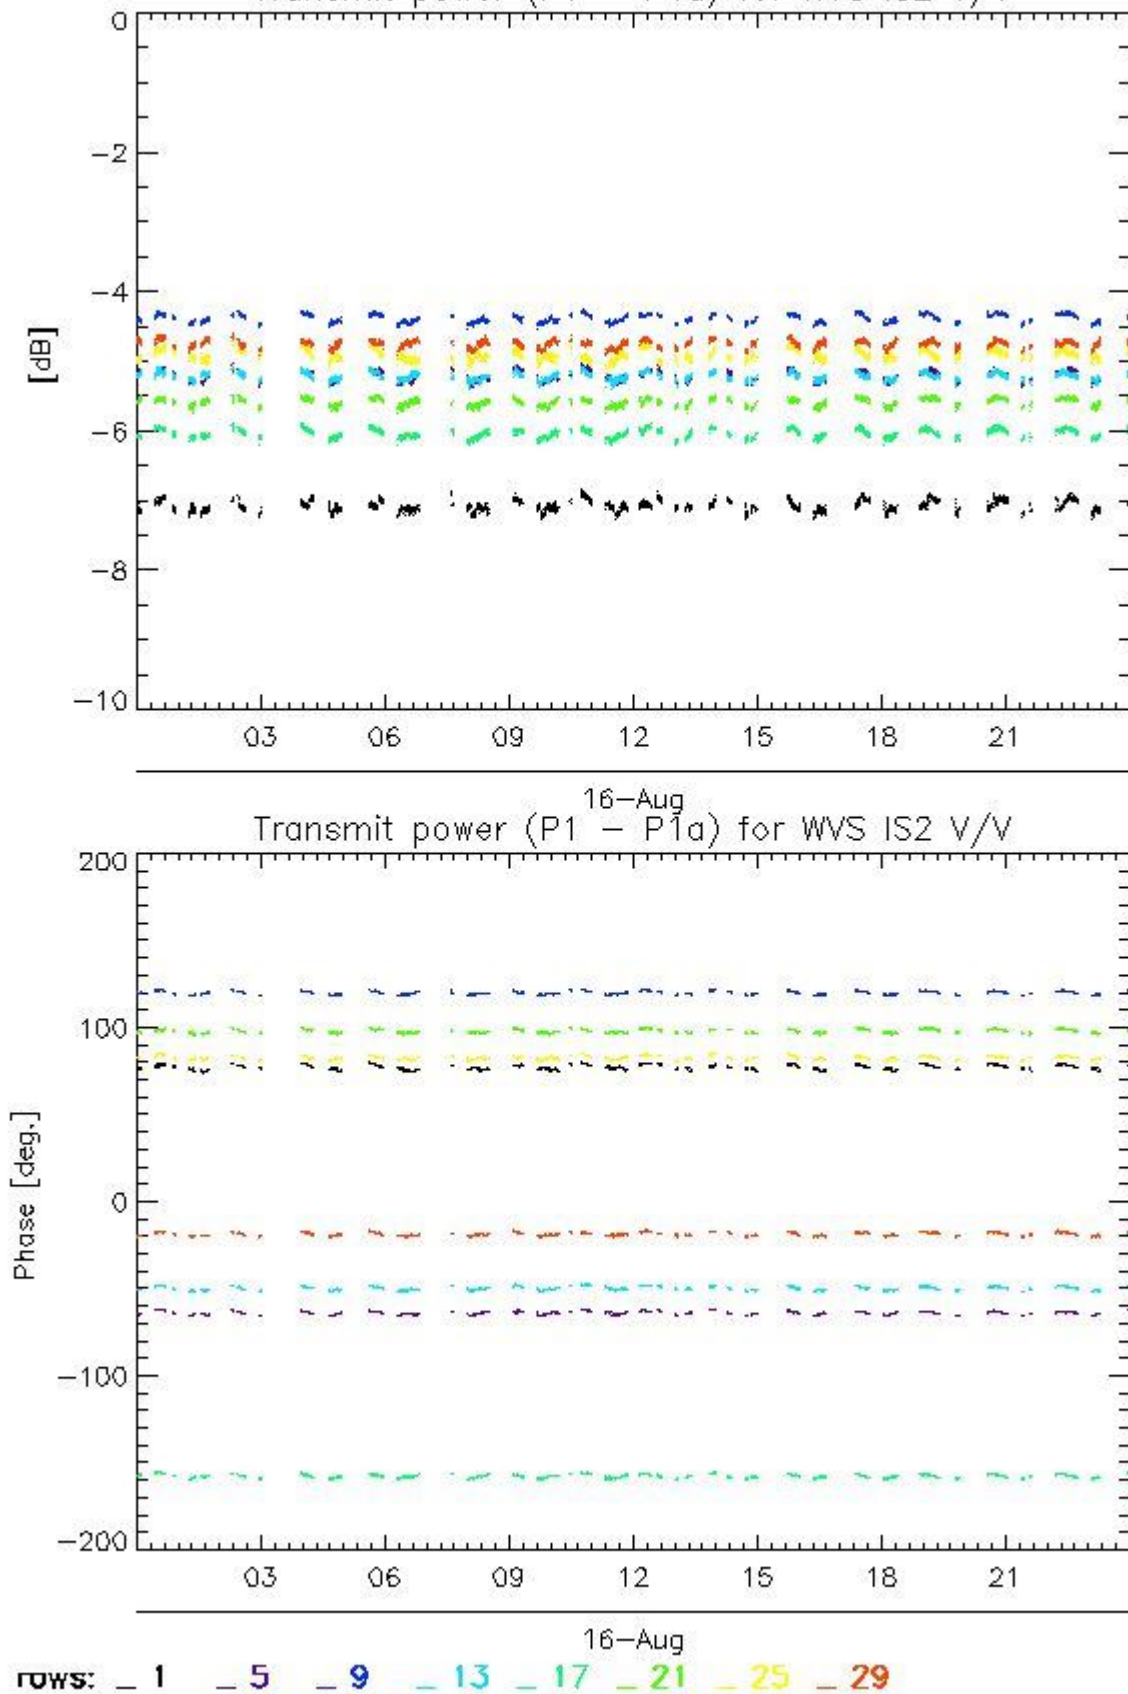 0
−2
−4
[dB]
−6
−8
−10
03 06 09 12 15 18 21
16−Aug
Transmit power (P1 − P1a) for WVS IS2 V/V
200
100
Phase [deg.]
0
−100
−200
03 06 09 12 15 18 21
16−Aug
rows: _ 1 _ 5 _ 9 _ 13 _ 17 _ 21 _ 25 _ 29